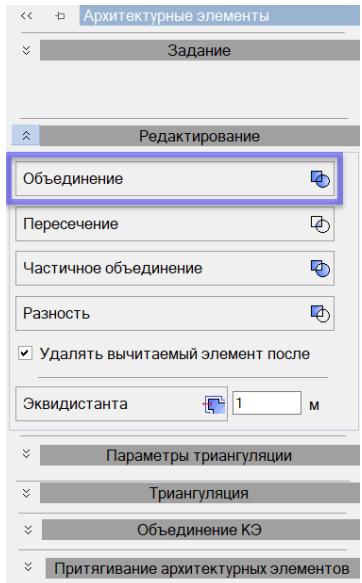 Архитектурные элементы
Задание
Редактирование
Объединение
Пересечение
Частичное объединение
Разность
Удалять вычитаемый элемент после
Эквидистанта 1 м
Параметры триангуляции
Триангуляция
Объединение КЭ
Притягивание архитектурных элементов